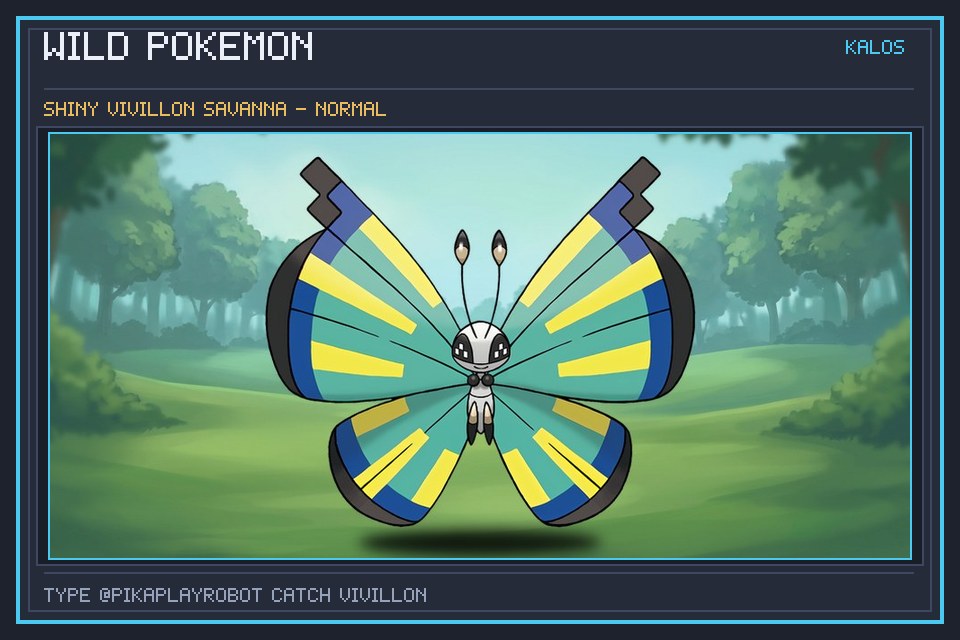 WILD POKEMON
KALOS
SHINY VIVILLON SAVANNA - NORMAL
TYPE @PIKAPLAYROBOT CATCH VIVILLON